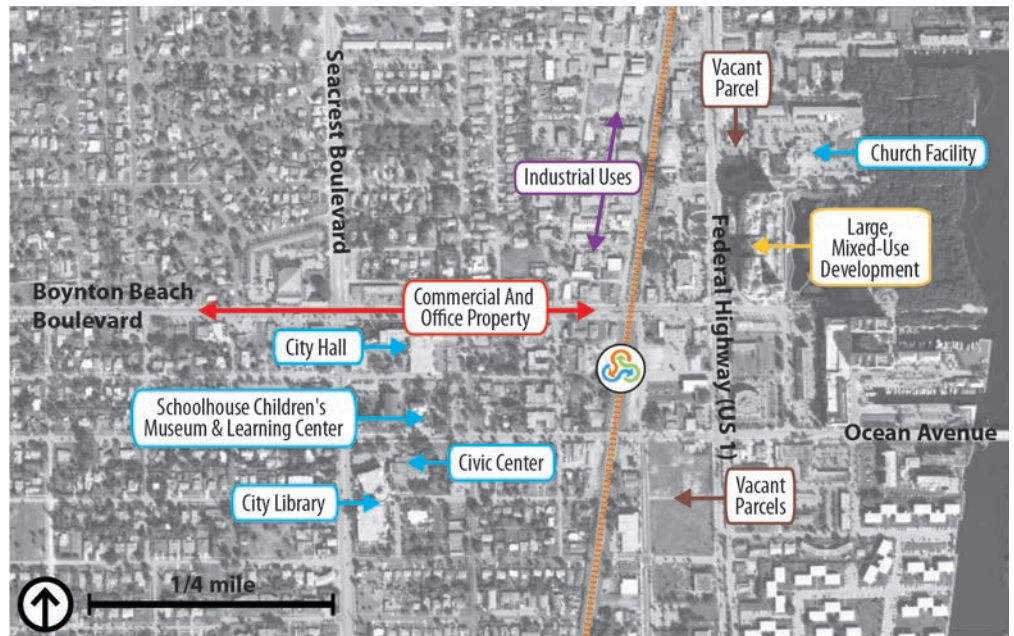 Vacant
Parcel
Seacrest Boulevard
Church Facility
Industrial Uses
Federal Highway (US 1)
Large,
Mixed-Use
Development
Boynton Beach
Boulevard
Commercial And
Office Property
City Hall
Schoolhouse Children's
Museum & Learning Center
Ocean Avenue
Civic Center
City Library
Vacant
Parcels
1/4 mile